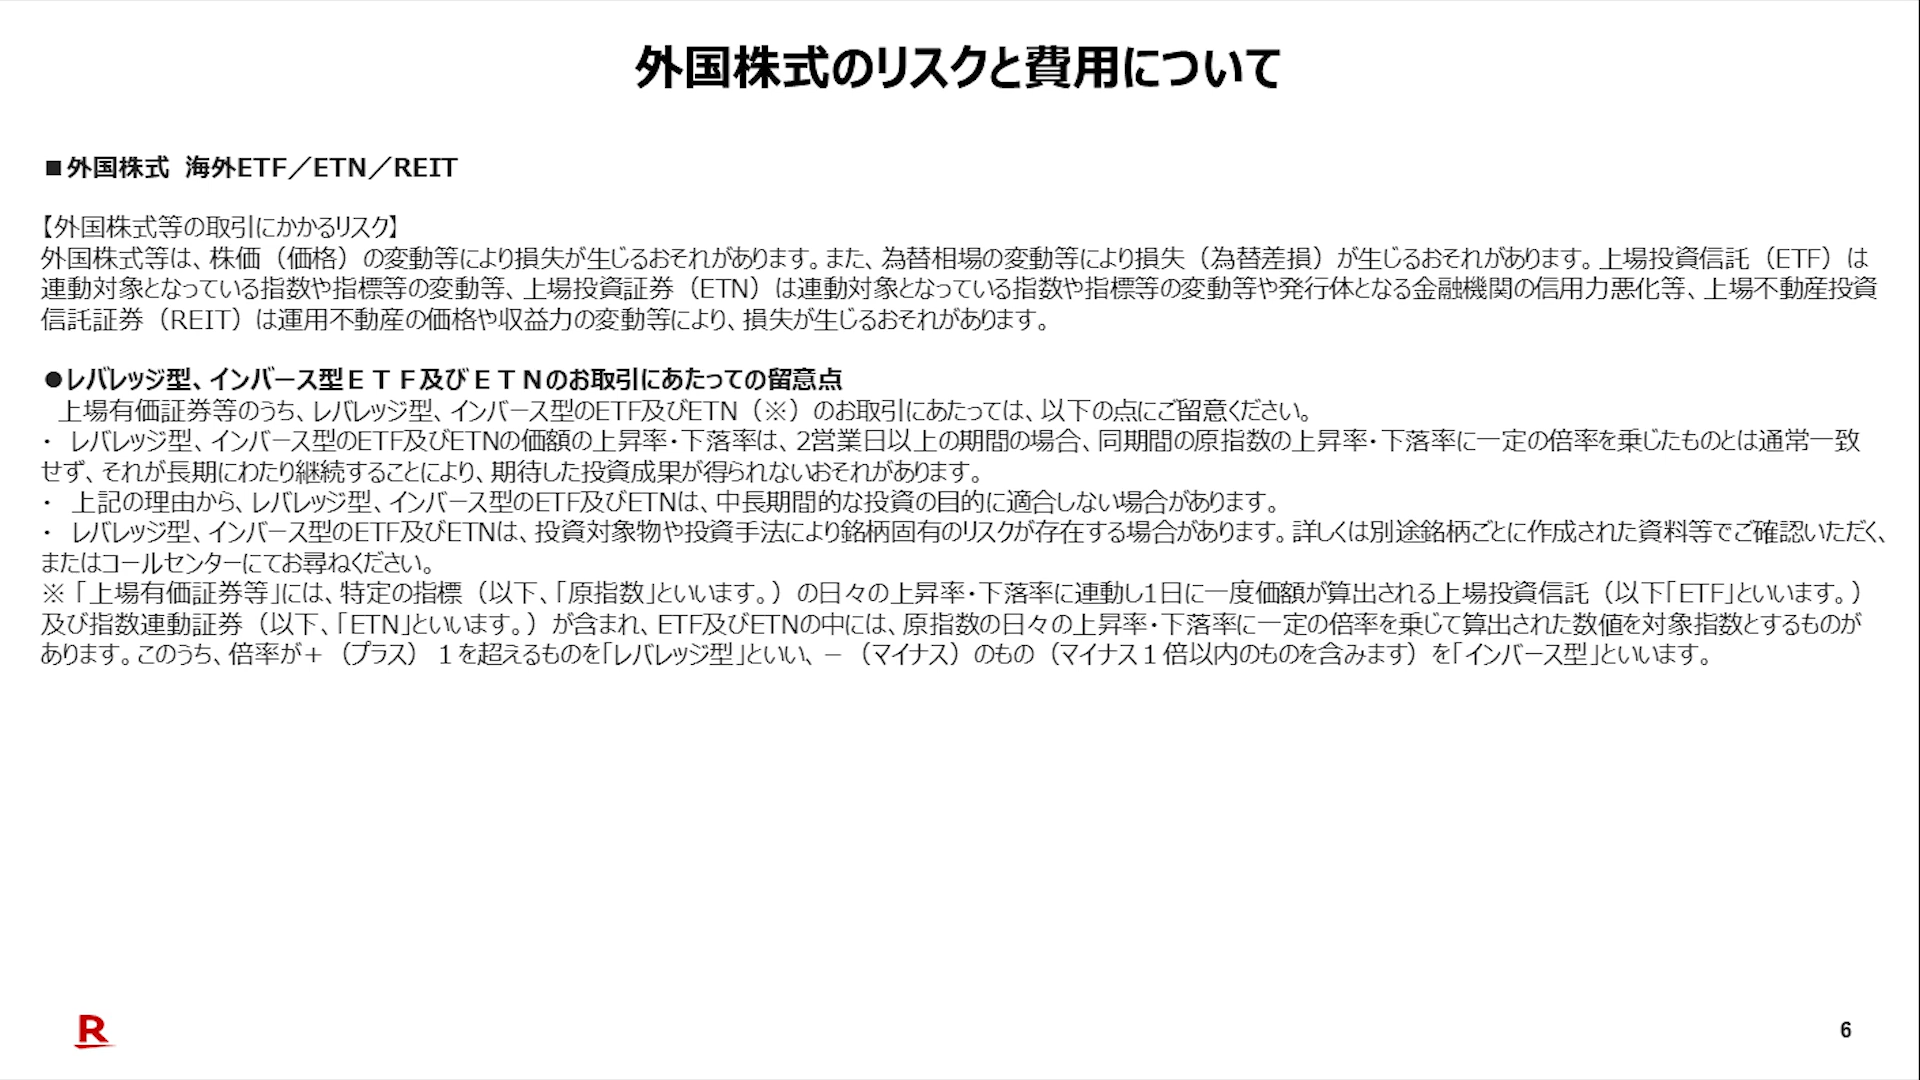 外国株式のリスクと費用について
■外国株式 海外ETF／ETN／REIT
【外国株式等の取引にかかるリスク】
外国株式等は、株価（価格）の変動等により損失が生じるおそれがあります。また、為替相場の変動等により損失（為替差損）が生じるおそれがあります。上場投資信託（ETF）は
連動対象となっている指数や指標等の変動等、上場投資証券（ETN）は連動対象となっている指数や指標等の変動等や発行体となる金融機関の信用力悪化等、上場不動産投資
信託証券（REIT）は運用不動産の価格や収益力の変動等により、損失が生じるおそれがあります。
●レバレッジ型、インバース型ＥＴＦ及びＥＴＮのお取引にあたっての留意点
上場有価証券等のうち、レバレッジ型、インバース型のETF及びETN（※）のお取引にあたっては、以下の点にご留意ください。
・ レバレッジ型、インバース型のETF及びETNの価額の上昇率・下落率は、2営業日以上の期間の場合、同期間の原指数の上昇率・下落率に一定の倍率を乗じたものとは通常一致
せず、それが長期にわたり継続することにより、期待した投資成果が得られないおそれがあります。
・ 上記の理由から、レバレッジ型、インバース型のETF及びETNは、中長期間的な投資の目的に適合しない場合があります。
・ レバレッジ型、インバース型のETF及びETNは、投資対象物や投資手法により銘柄固有のリスクが存在する場合があります。詳しくは別途銘柄ごとに作成された資料等でご確認いただく、
またはコールセンターにてお尋ねください。
※「上場有価証券等」には、特定の指標（以下、「原指数」といいます。）の日々の上昇率・下落率に連動し1日に一度価額が算出される上場投資信託（以下「ETF」といいます。）
及び指数連動証券（以下、「ETN」といいます。）が含まれ、ETF及びETNの中には、原指数の日々の上昇率・下落率に一定の倍率を乗じて算出された数値を対象指数とするものが
あります。このうち、倍率が＋（プラス）１を超えるものを「レバレッジ型」といい、－（マイナス）のもの（マイナス１倍以内のものを含みます）を「インバース型」といいます。
R
6